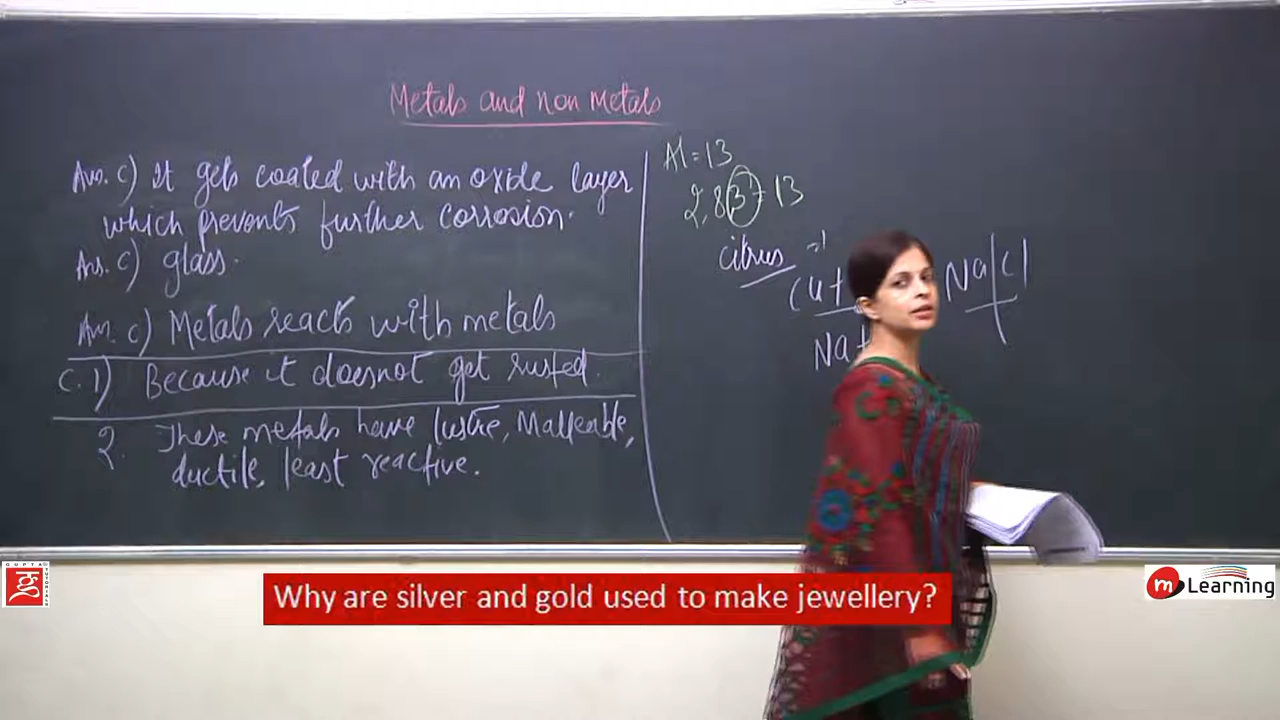 Metals and non Metals
Ans. c) It gets coated with an oxide layer
which prevents further corrosion.
Ans. c) glass.
Ans. c) Metals reacts with metals
C. 1) Because it doesnot get rusted.
2. These metals have lustre, Malleable,
ductile, least reactive.
Al = 13
2,8 3 = 13
citrus
Na
Na Cl
Why are silver and gold used to make jewellery?
GUPTA TUTORIALS
m Learning